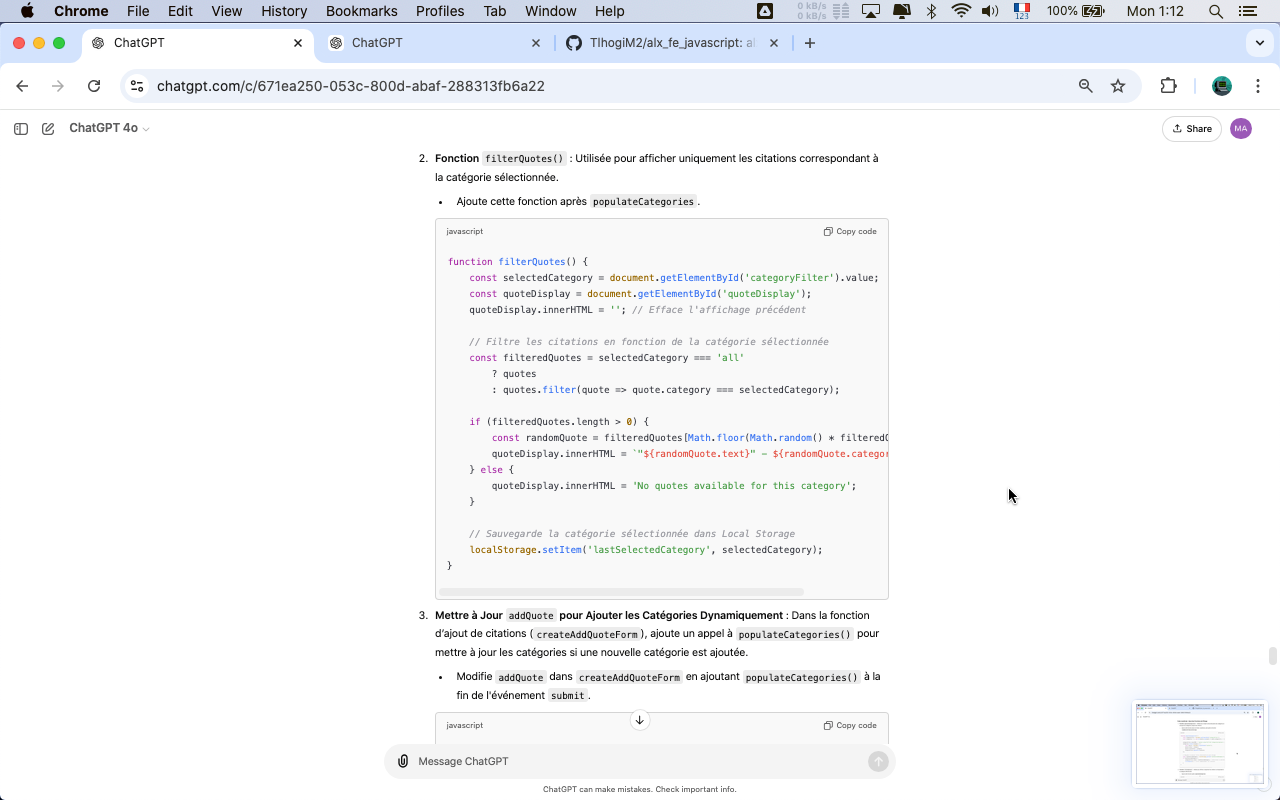 Chrome File Edit View History Bookmarks Profiles Tab Window Help 0 kB/s 0 kB/s 123 100% Mon 1:12
ChatGPT ChatGPT TlhogiM2/alx_fe_javascript: al
chatgpt.com/c/671ea250-053c-800d-abaf-288313fb6a22
ChatGPT 4o Share MA
2. Fonction filterQuotes() : Utilisée pour afficher uniquement les citations correspondant à
la catégorie sélectionnée.
• Ajoute cette fonction après populateCategories.
javascript Copy code
function filterQuotes() {
const selectedCategory = document.getElementById('categoryFilter').value;
const quoteDisplay = document.getElementById('quoteDisplay');
quoteDisplay.innerHTML = ''; // Efface l'affichage précédent
// Filtre les citations en fonction de la catégorie sélectionnée
const filteredQuotes = selectedCategory === 'all'
? quotes
: quotes.filter(quote => quote.category === selectedCategory);
if (filteredQuotes.length > 0) {
const randomQuote = filteredQuotes[Math.floor(Math.random() * filteredQ
quoteDisplay.innerHTML = `"${randomQuote.text}" – ${randomQuote.categor
} else {
quoteDisplay.innerHTML = 'No quotes available for this category';
}
// Sauvegarde la catégorie sélectionnée dans Local Storage
localStorage.setItem('lastSelectedCategory', selectedCategory);
}
3. Mettre à Jour addQuote pour Ajouter les Catégories Dynamiquement : Dans la fonction
d'ajout de citations (createAddQuoteForm), ajoute un appel à populateCategories() pour
mettre à jour les catégories si une nouvelle catégorie est ajoutée.
• Modifie addQuote dans createAddQuoteForm en ajoutant populateCategories() à la
fin de l'événement submit.
javascript Copy code
Message ChatGPT
ChatGPT can make mistakes. Check important info.